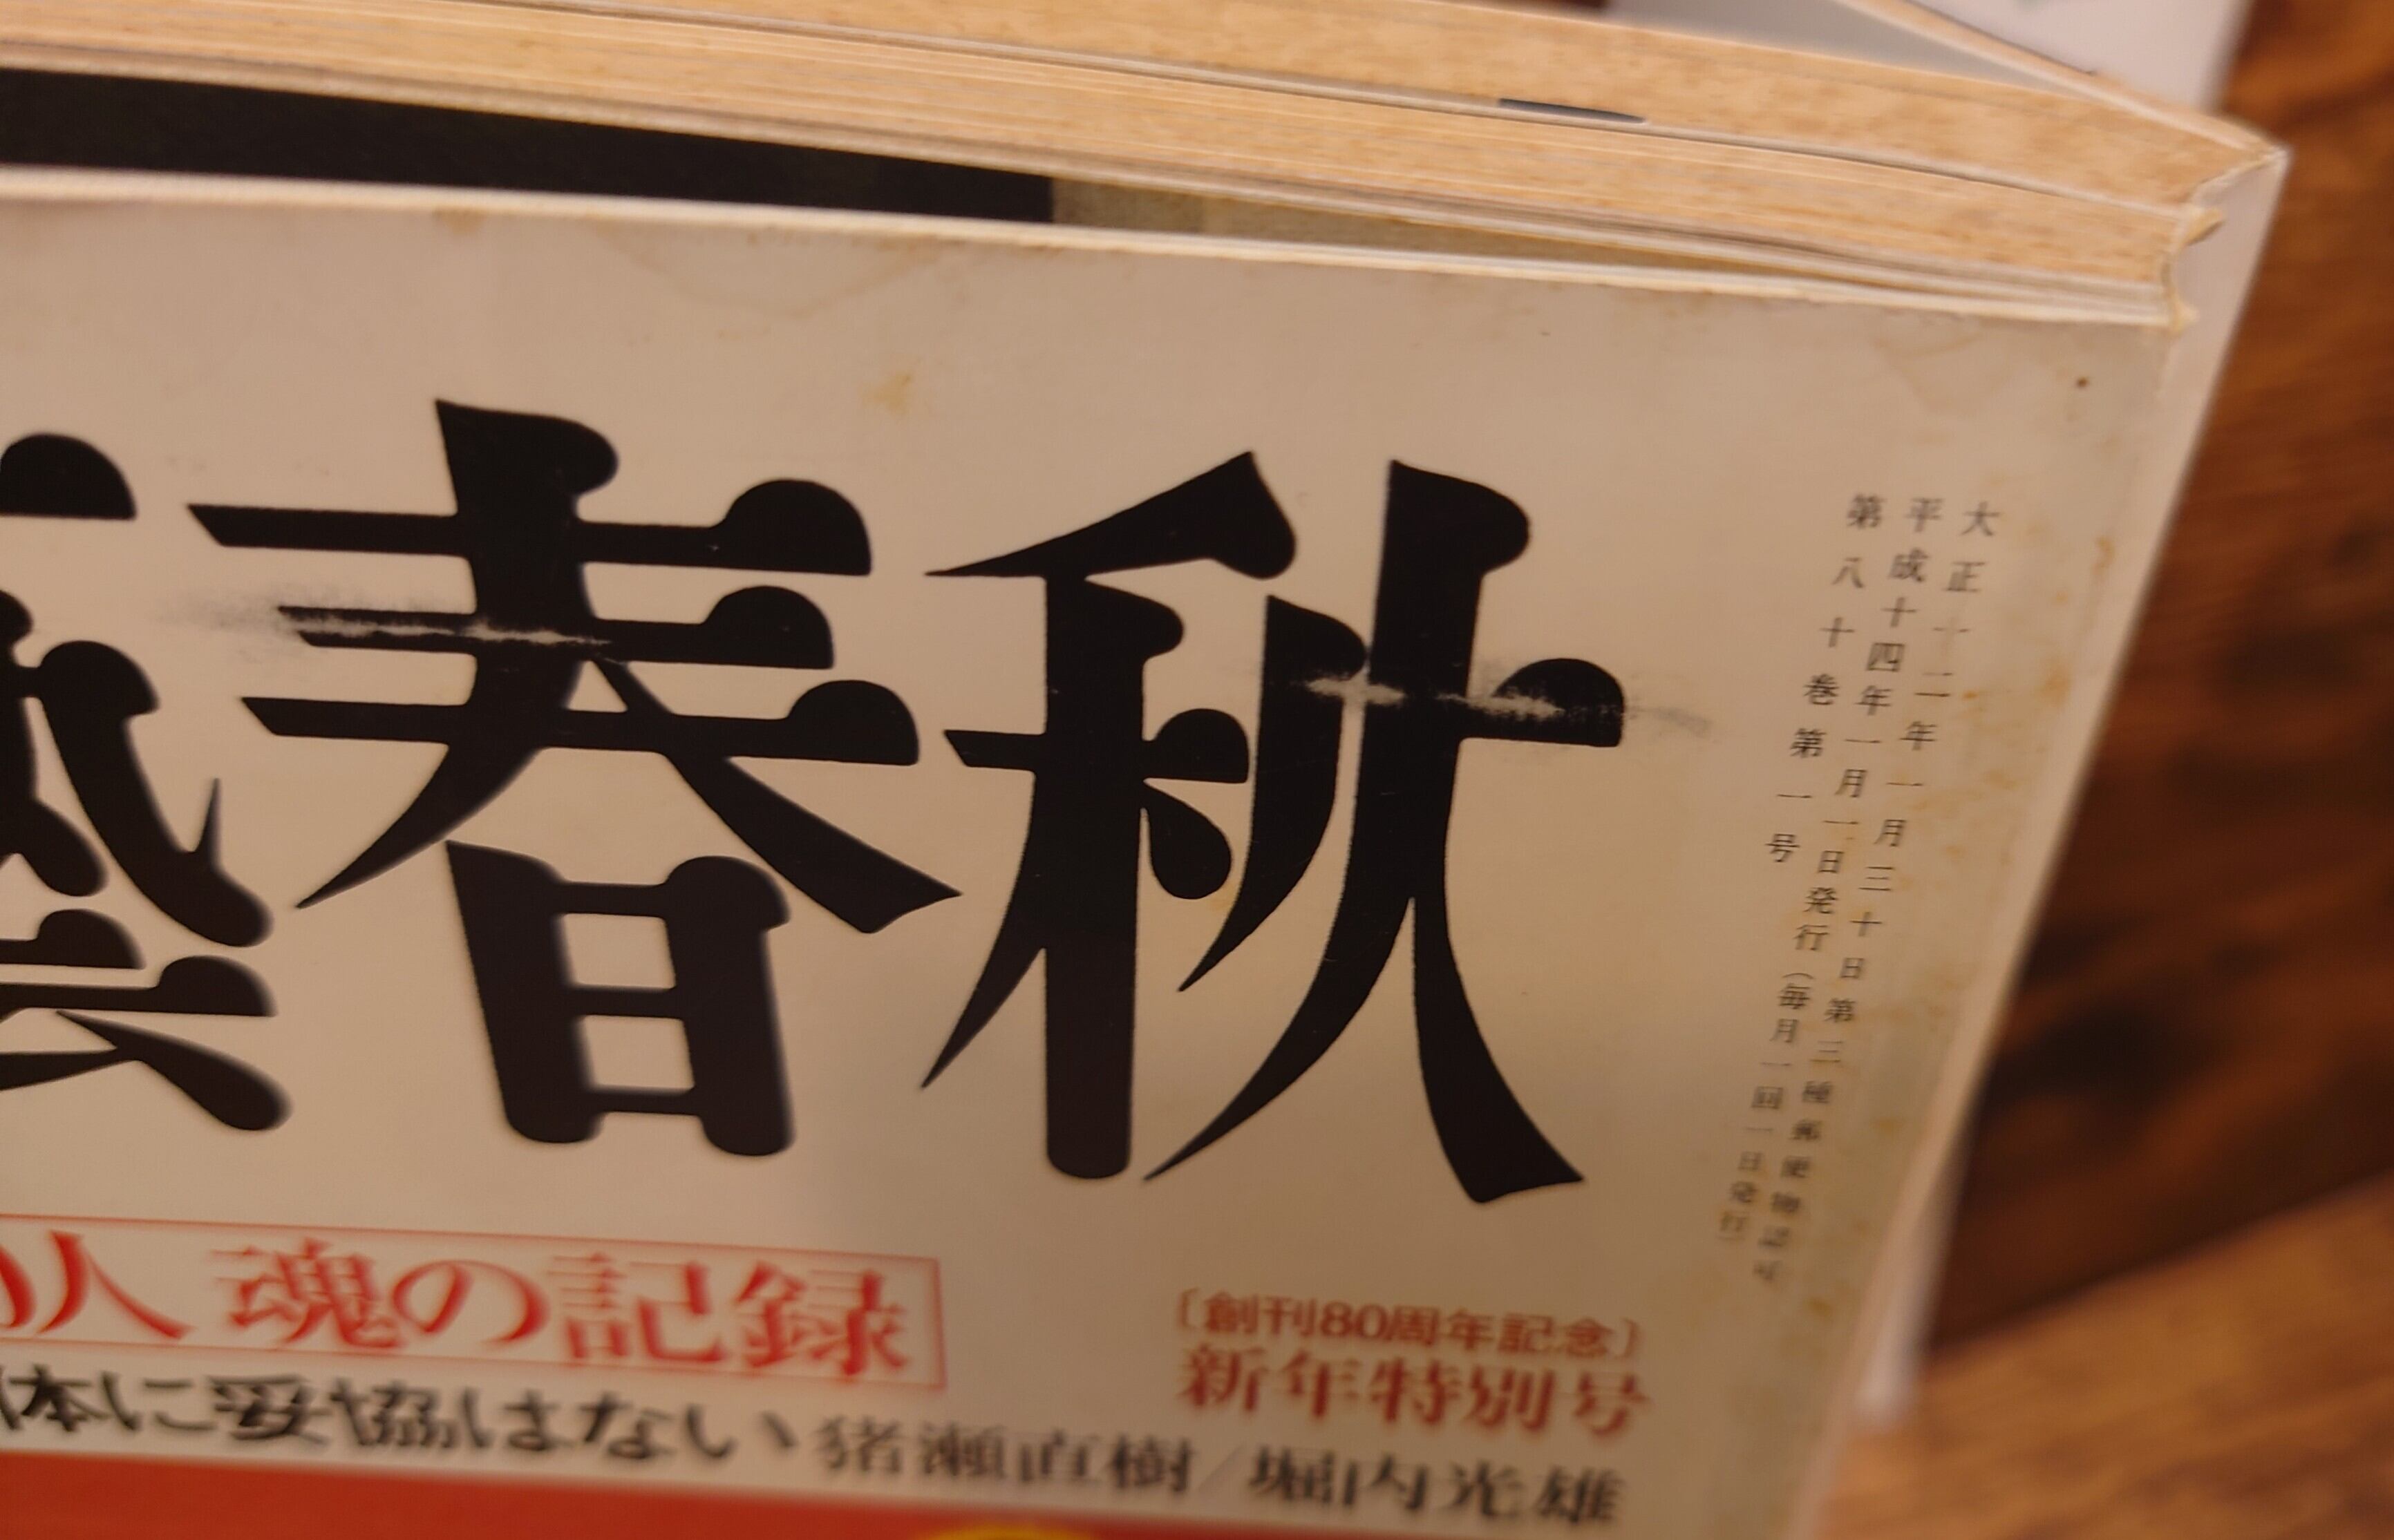 藝春秋
大正十二年一月三十日第三種郵便物認可
平成十四年一月一日発行（毎月一回一日発行）
第八十巻第一号
人 魂の記録
〔創刊80周年記念〕
新年特別号
体に妥協はない 猪瀬直樹/堀内光雄